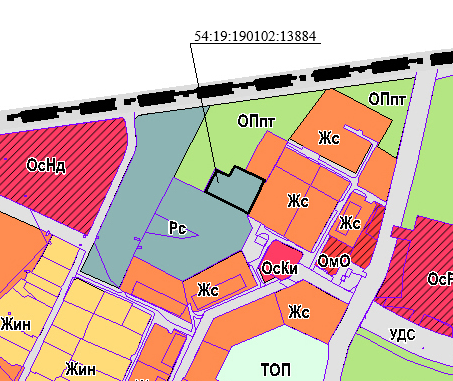 54:19:190102:13884
ОПпт
ОПпт
Жс
ОсНд
Жс
Жс
Рс
ОсКи
ОмО
Жс
Жс
УДС
Жин
Жин
ТОП